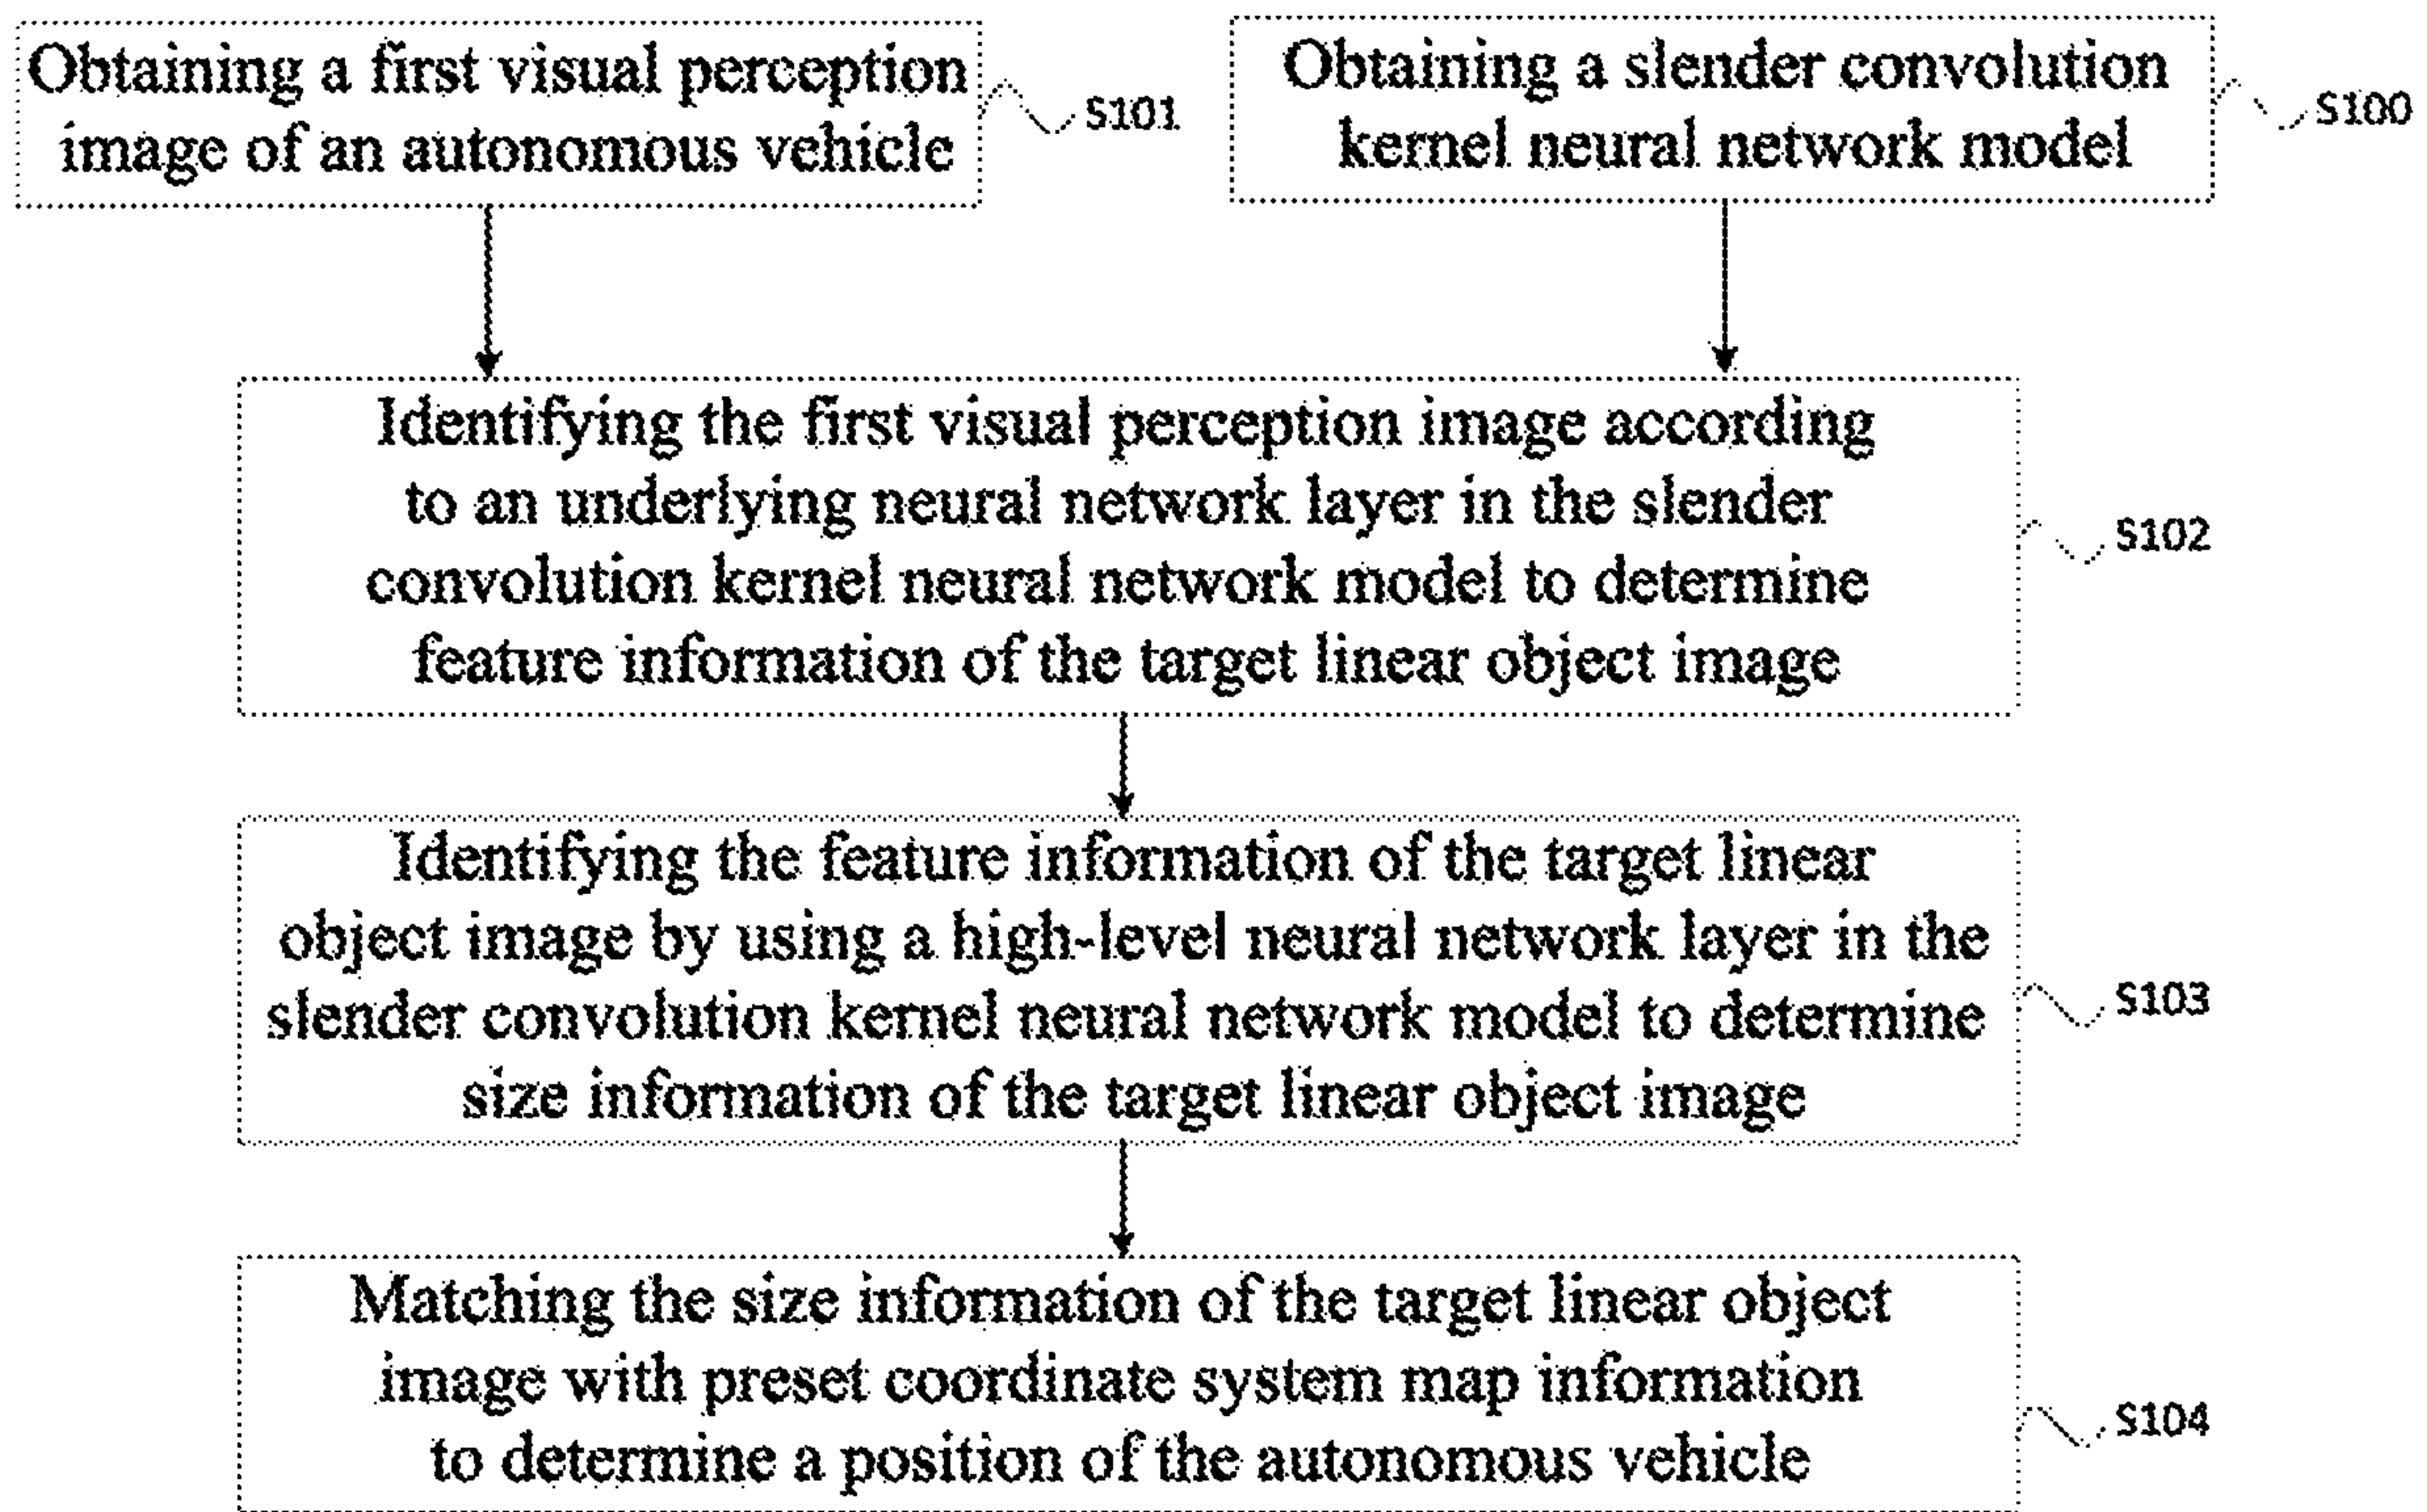 Obtaining a first visual perception
image of an autonomous vehicle
S101
Obtaining a slender convolution
kernel neural network model
S100
Identifying the first visual perception image according
to an underlying neural network layer in the slender
convolution kernel neural network model to determine
feature information of the target linear object image
S102
Identifying the feature information of the target linear
object image by using a high-level neural network layer in the
slender convolution kernel neural network model to determine
size information of the target linear object image
S103
Matching the size information of the target linear object
image with preset coordinate system map information
to determine a position of the autonomous vehicle
S104